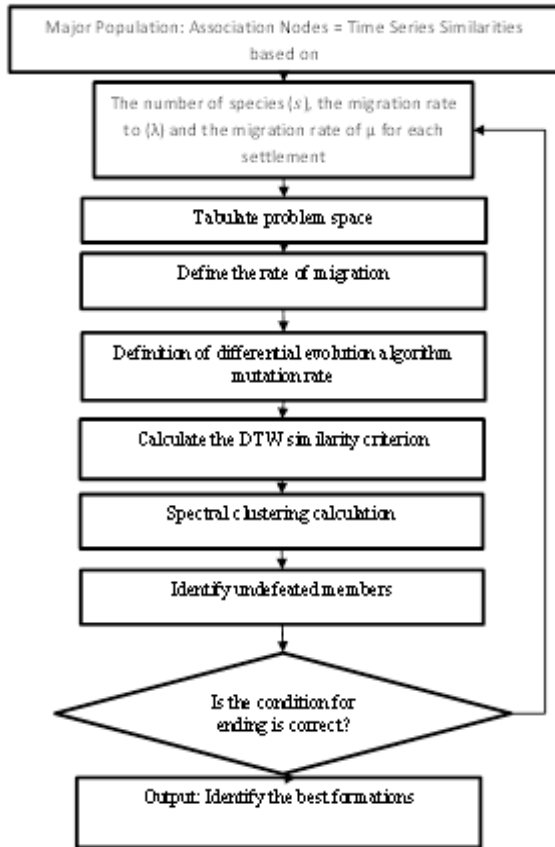 Major Population: Association Nodes = Time Series Similarities
based on
The number of species (s), the migration rate
to (λ) and the migration rate of μ for each
settlement
Tabulate problem space
Define the rate of migration
Definition of differential evolution algorithm
mutation rate
Calculate the DTW similarity criterion
Spectral clustering calculation
Identify undefeated members
Is the condition for
ending is correct?
Output: Identify the best formations